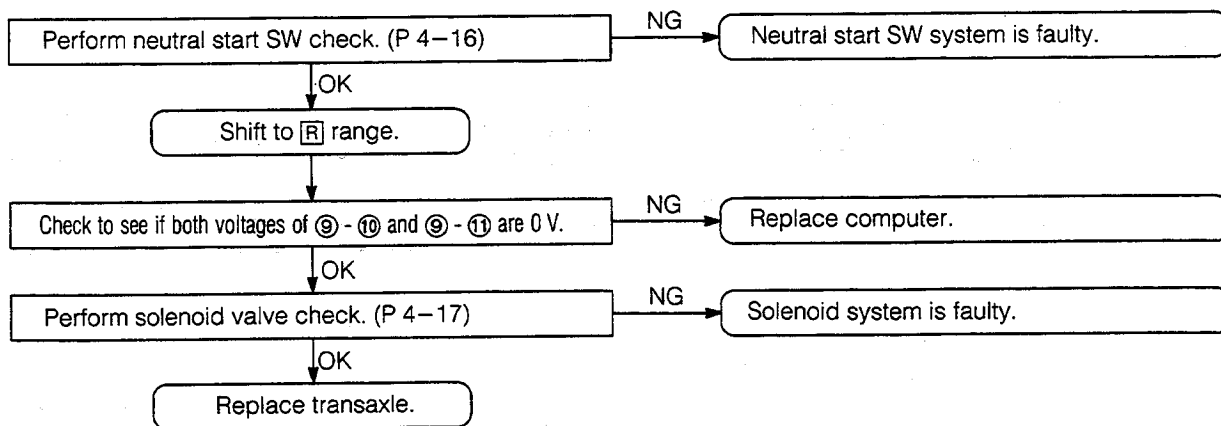 Perform neutral start SW check. (P 4–16)
NG
Neutral start SW system is faulty.
OK
Shift to R range.
Check to see if both voltages of ⑨ - ⑩ and ⑨ - ⑪ are 0 V.
NG
Replace computer.
OK
Perform solenoid valve check. (P 4–17)
NG
Solenoid system is faulty.
OK
Replace transaxle.